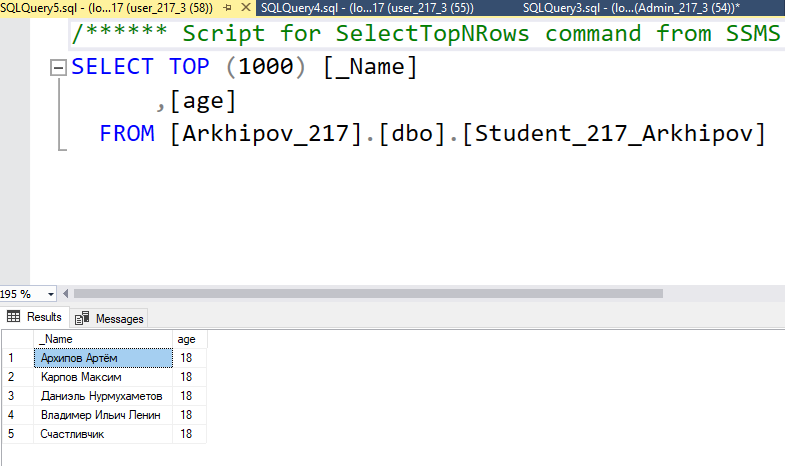 SQLQuery5.sql - (lo...17 (user_217_3 (58)) SQLQuery4.sql - (lo...17 (user_217_3 (55)) SQLQuery3.sql - (lo...(Admin_217_3 (54))*
/****** Script for SelectTopNRows command from SSMS
SELECT TOP (1000) [_Name]
,[age]
FROM [Arkhipov_217].[dbo].[Student_217_Arkhipov]
195 %
Results Messages
_Name age
1 Архипов Артём 18
2 Карпов Максим 18
3 Даниэль Нурмухаметов 18
4 Владимер Ильич Ленин 18
5 Счастливчик 18